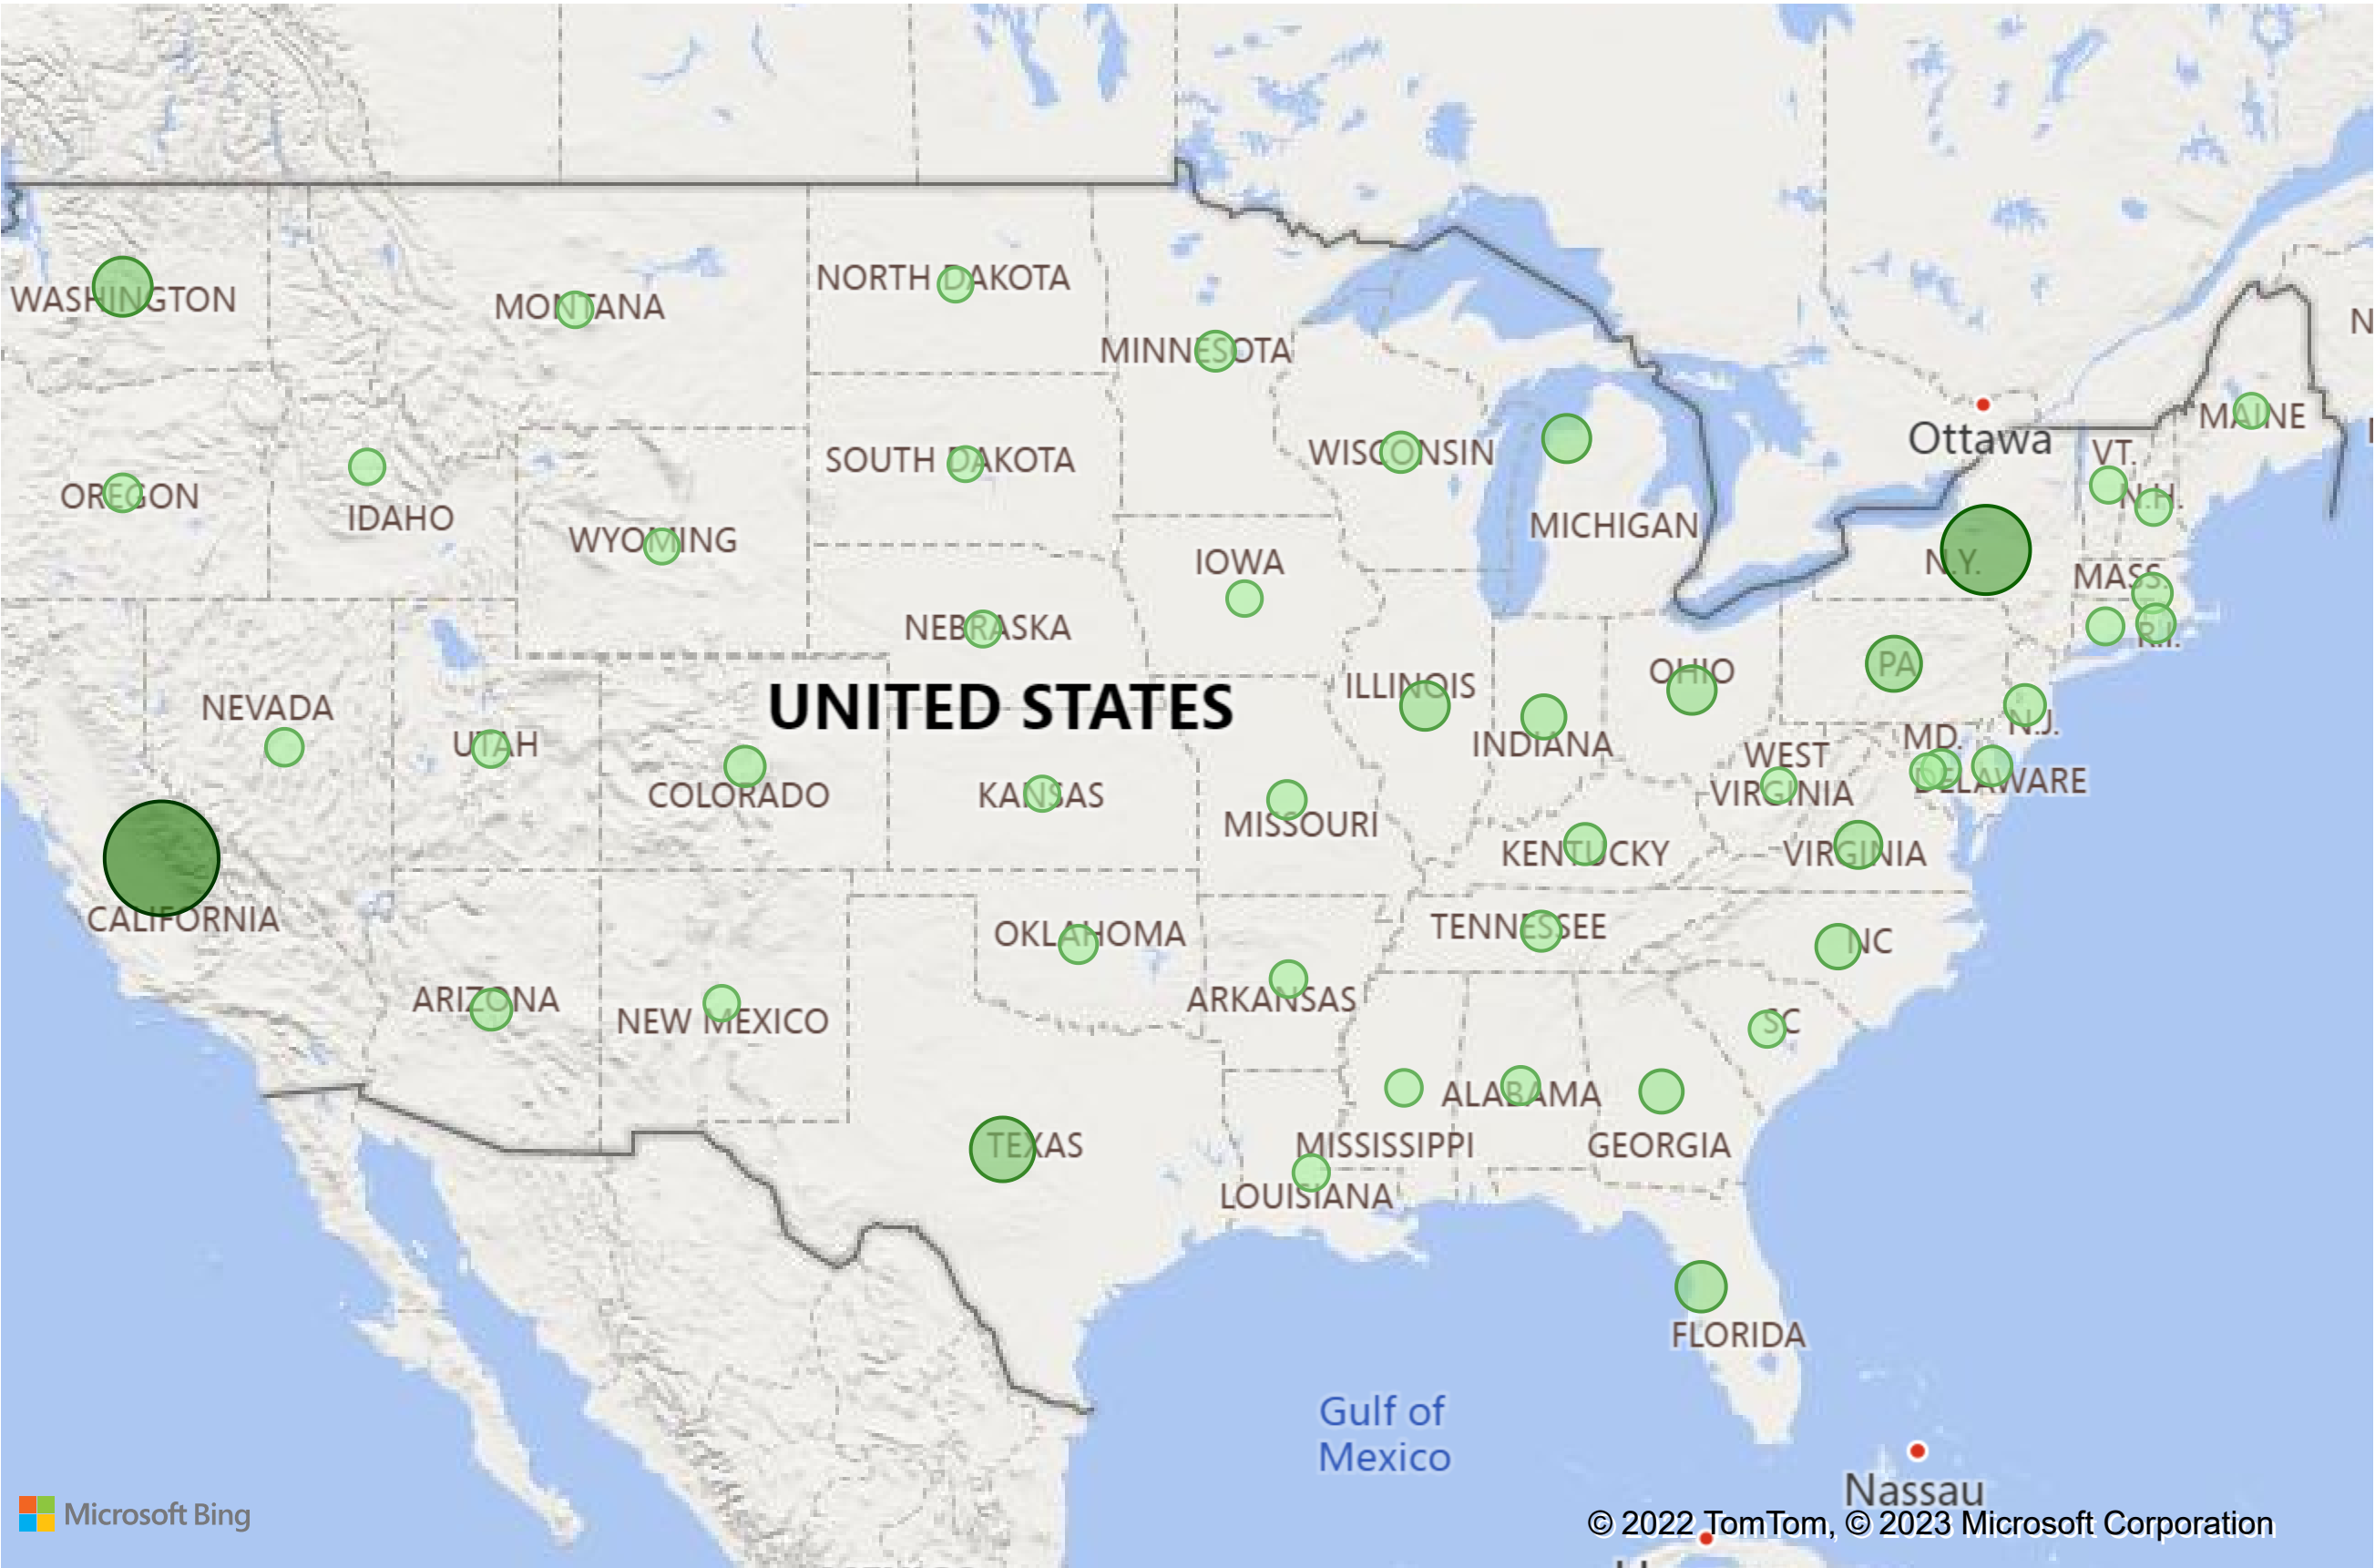 NORTH DAKOTA
WASHINGTON
MONTANA
MINNESOTA
MAINE
Ottawa
VT.
WISCONSIN
SOUTH DAKOTA
OREGON
N.H.
IDAHO
MICHIGAN
WYOMING
IOWA
N.Y.
MASS.
NEBRASKA
R.I.
PA
OHIO
ILLINOIS
UNITED STATES
NEVADA
N.J.
MD.
UTAH
INDIANA
WEST
VIRGINIA
DELAWARE
COLORADO
KANSAS
MISSOURI
KENTUCKY
VIRGINIA
CALIFORNIA
TENNESSEE
OKLAHOMA
NC
ARIZONA
NEW MEXICO
ARKANSAS
SC
ALABAMA
TEXAS
MISSISSIPPI
GEORGIA
LOUISIANA
FLORIDA
Gulf of
Mexico
Nassau
Microsoft Bing
© 2022 TomTom, © 2023 Microsoft Corporation